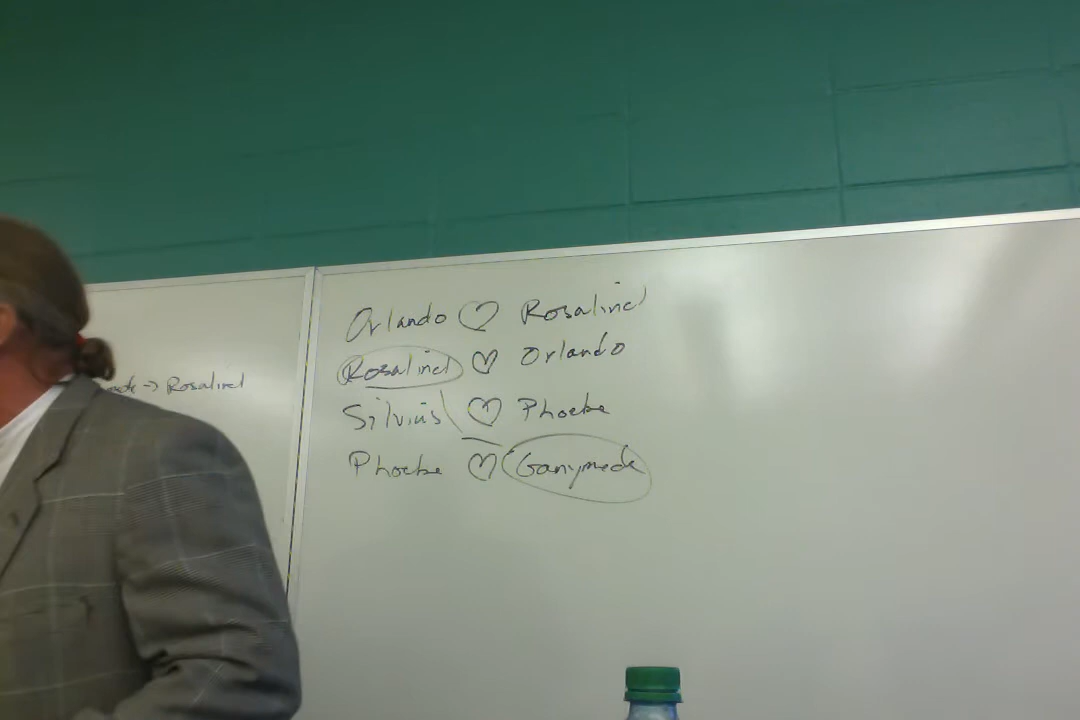 Orlando ♡ Rosalind
Rosalind ♡ Orlando
Silvius ♡ Phoebe
Phoebe ♡ Ganymede
→ Rosalind